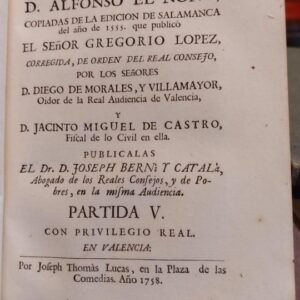 D. ALFONSO EL
COPIADAS DE LA EDICION DE SALAMANCA
del año de 1555. que publicó
EL SEñOR GREGORIO LOPEZ,
CORREGIDA, DE ORDEN DEL REAL CONSEJO,
POR LOS SEÑORES
D. DIEGO DE MORALES, Y VILLAMAYOR,
Oidor de la Real Audiencia de Valencia,
Y
D. JACINTO MIGUEL DE CASTRO,
Fiscal de lo Civil en ella.
PUBLICALAS
EL Dr. D. JOSEPH BERNÌ Y CATALà,
Abogado de los Reales Consejos, y de Po-
bres, en la misma Audiencia.
PARTIDA V.
CON PRIVILEGIO REAL.
EN VALENCIA:
Por Joseph Thomàs Lucas, en la Plaza de las
Comedias. Año 1758.